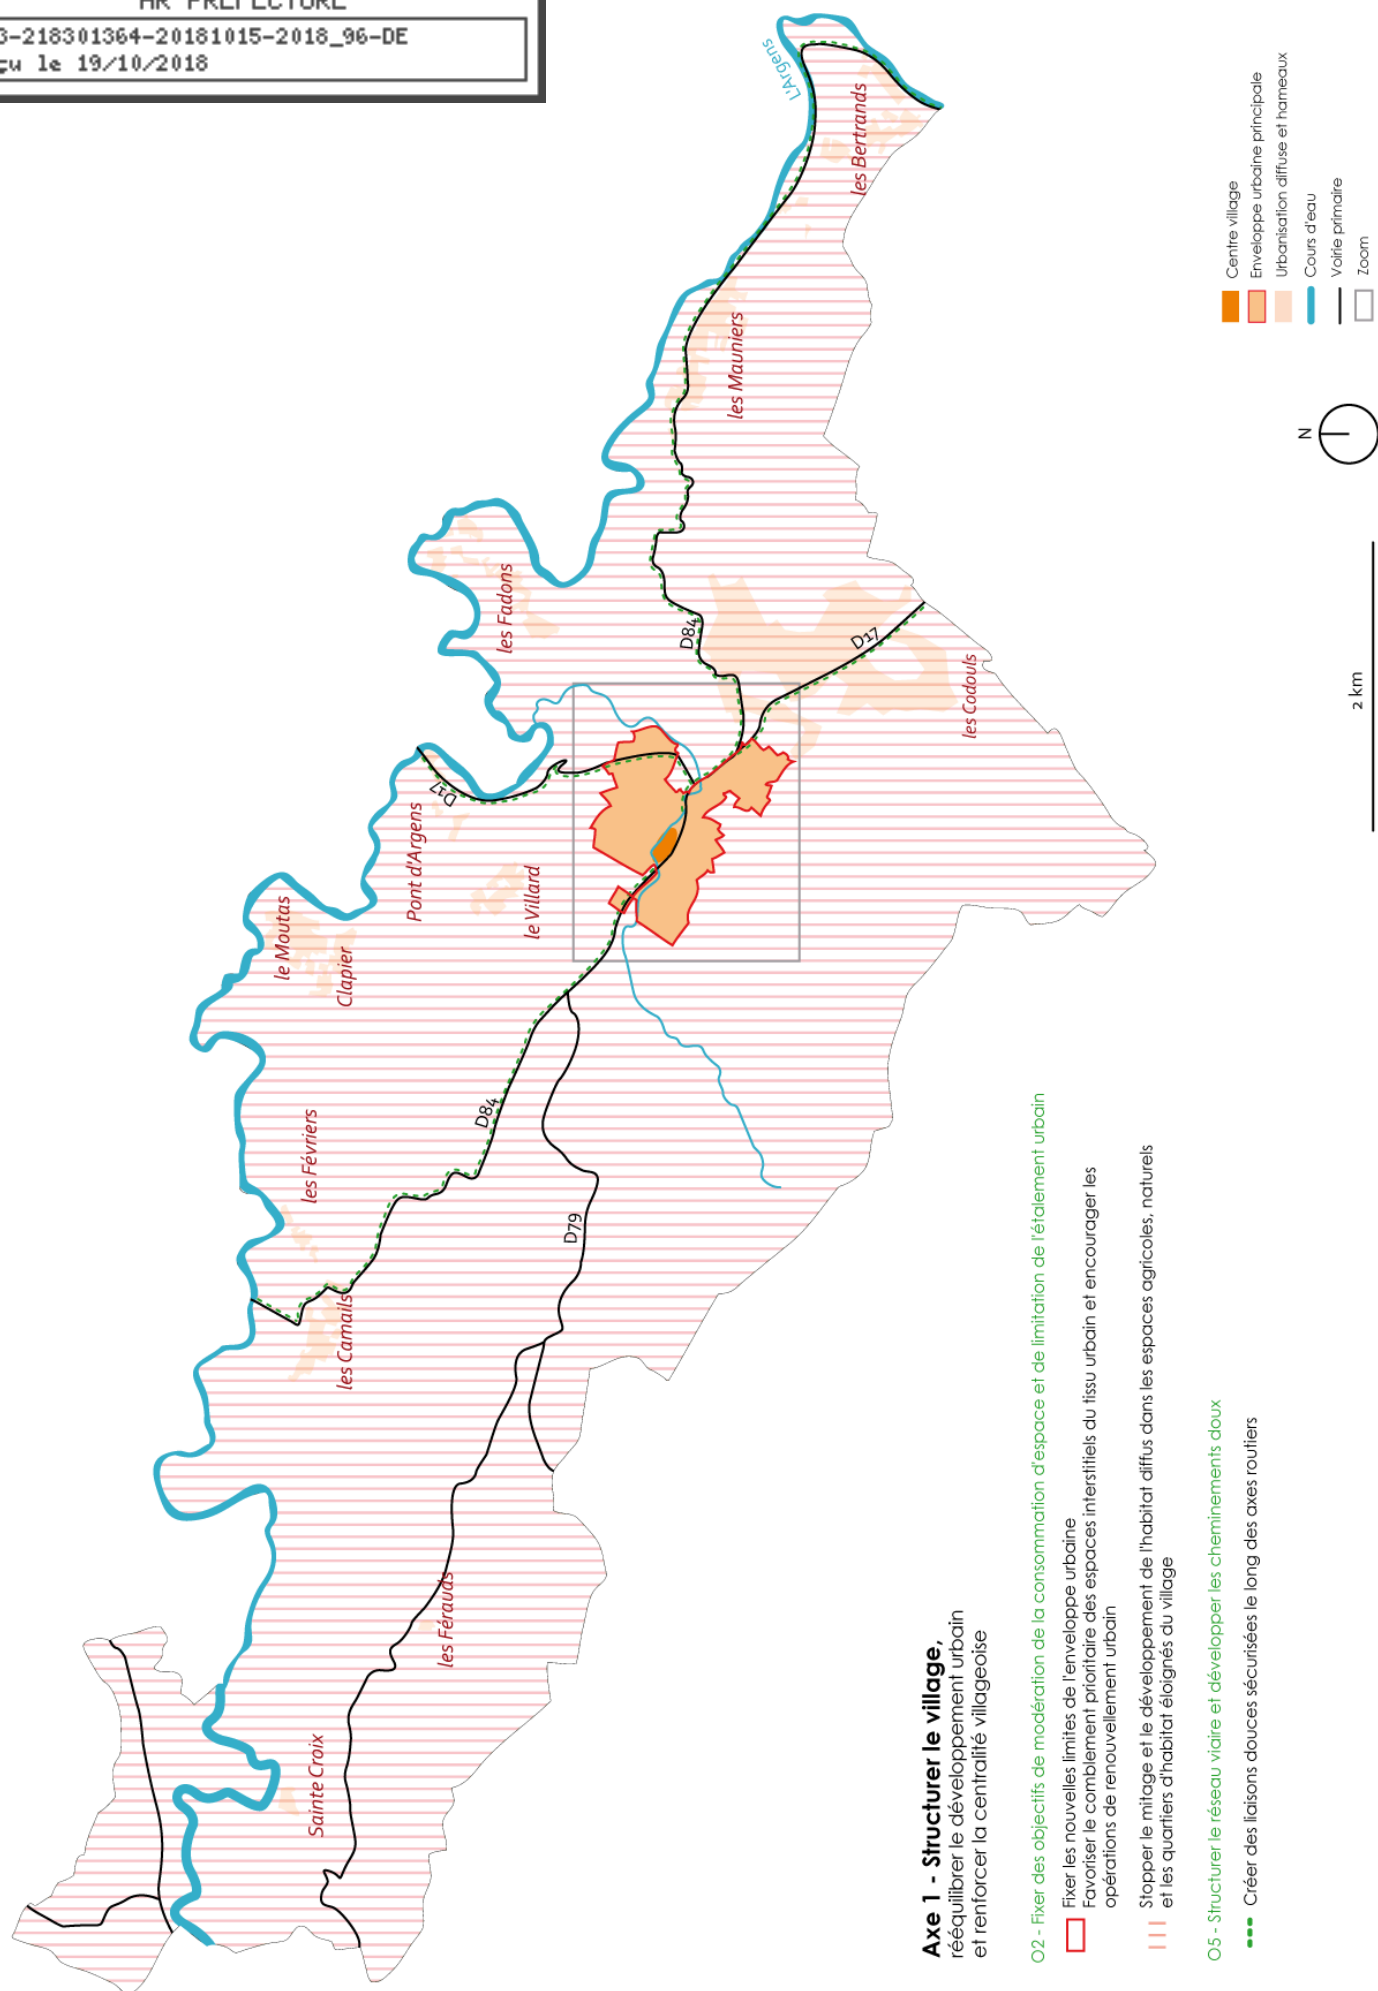 AR PREFECTURE
3-218301364-20181015-2018_96-DE
çu le 19/10/2018
L'Argens
les Bertrands
les Mauniers
les Fadons
D84
D17
les Codouls
D17
Pont d'Argens
le Villard
le Moutas
Clapier
les Févriers
D84
D79
les Camails
les Férauds
Sainte Croix
Centre village
Enveloppe urbaine principale
Urbanisation diffuse et hameaux
Cours d'eau
Voirie primaire
Zoom
N
2 km
Axe 1 - Structurer le village,
rééquilibrer le développement urbain
et renforcer la centralité villageoise
O2 - Fixer des objectifs de modération de la consommation d'espace et de limitation de l'étalement urbain
Fixer les nouvelles limites de l'enveloppe urbaine
Favoriser le comblement prioritaire des espaces interstitiels du tissu urbain et encourager les
opérations de renouvellement urbain
Stopper le mitage et le développement de l'habitat diffus dans les espaces agricoles, naturels
et les quartiers d'habitat éloignés du village
O5 - Structurer le réseau viaire et développer les cheminements doux
Créer des liaisons douces sécurisées le long des axes routiers